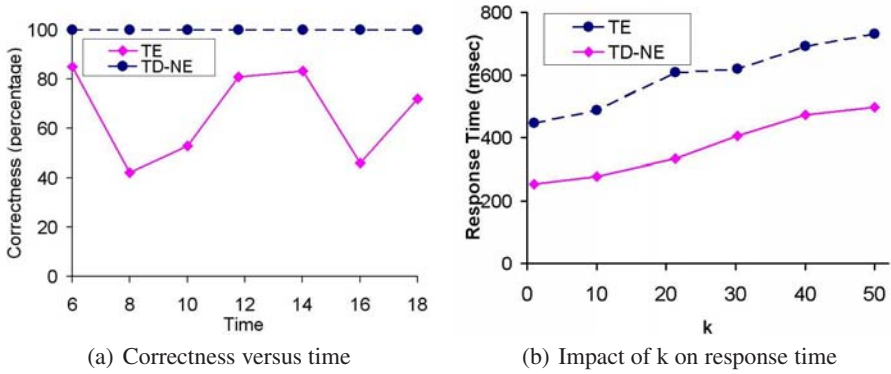 Correctness (percentage)
100
80
60
40
20
0
TE
TD-NE
6 8 10 12 14 16 18
Time
(a) Correctness versus time
Response Time (msec)
800
600
400
200
0
TE
TD-NE
0 10 20 30 40 50
k
(b) Impact of k on response time